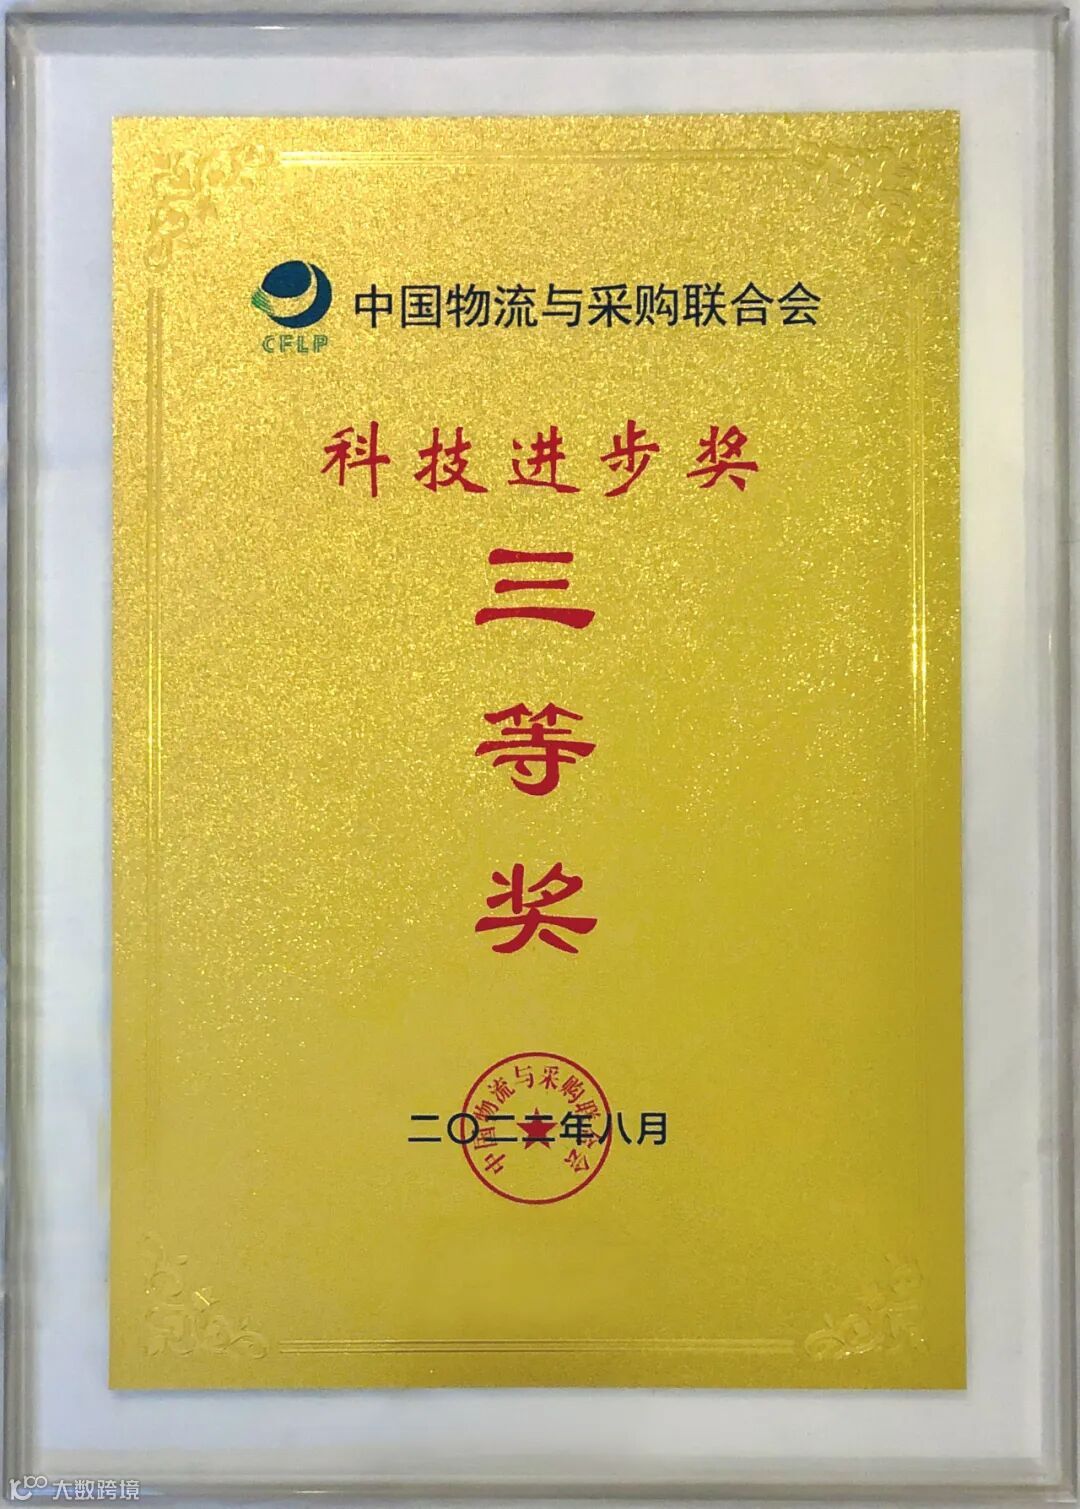 中国物流与采购联合会
CFLP
科技进步奖
三
等
奖
中国物流与采购联合会
二〇二二年八月
大数跨境